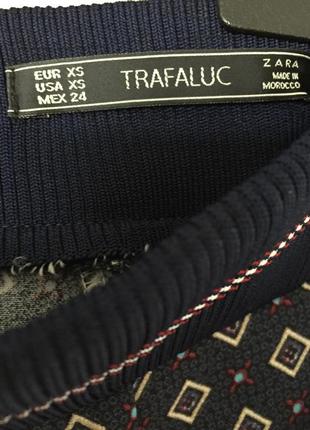 EUR XS
USA XS
MEX 24
TRAFALUC
ZARA
MADE IN
MOROCCO